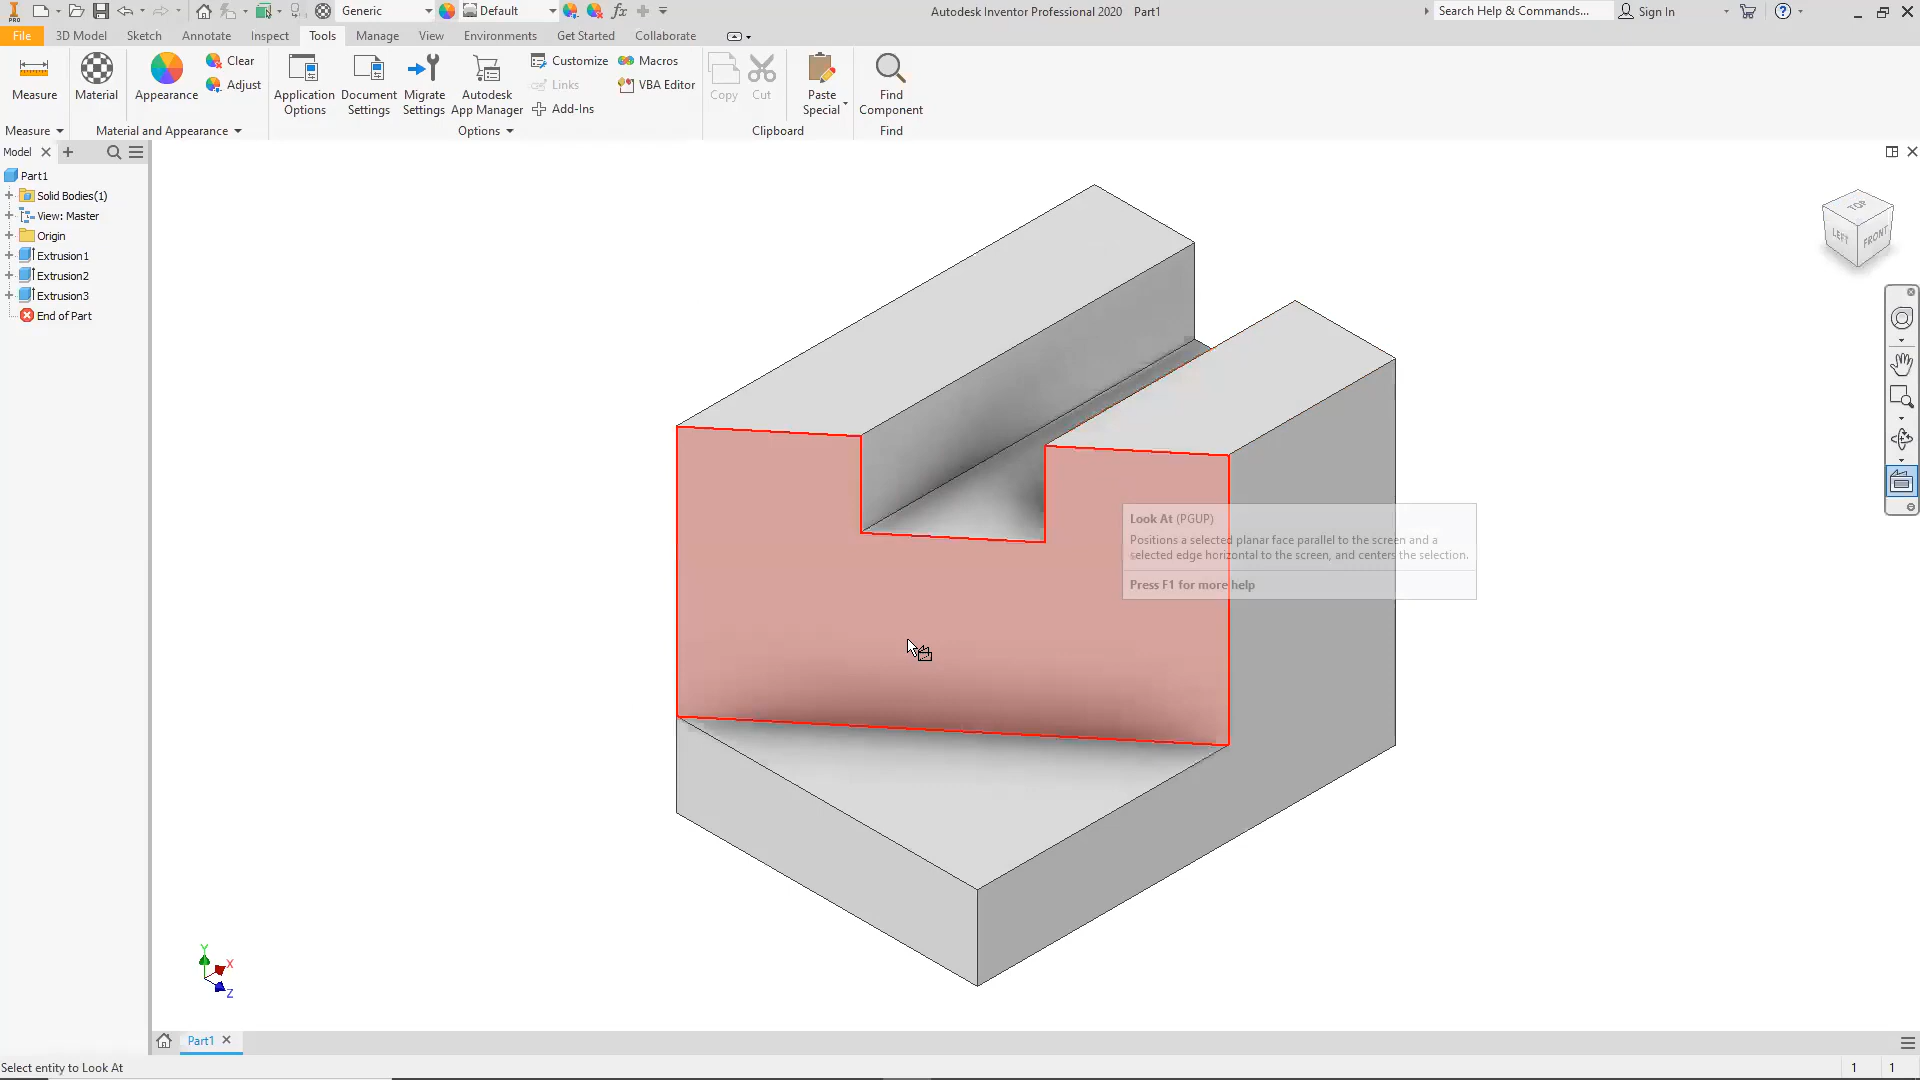 PRO
Generic
Default
fx
Autodesk Inventor Professional 2020 Part1
Search Help & Commands...
Sign In
File
3D Model
Sketch
Annotate
Inspect
Tools
Manage
View
Environments
Get Started
Collaborate
Measure
Material
Appearance
Clear
Adjust
Application Options
Document Settings
Migrate Settings
Autodesk App Manager
Customize
Links
Add-Ins
Macros
VBA Editor
Copy
Cut
Paste Special
Find Component
Measure
Material and Appearance
Options
Clipboard
Find
Model
Part1
Solid Bodies(1)
View: Master
Origin
Extrusion1
Extrusion2
Extrusion3
End of Part
TOP
LEFT
FRONT
Look At (PGUP)
Positions a selected planar face parallel to the screen and a
selected edge horizontal to the screen, and centers the selection.
Press F1 for more help
Y
X
Z
Part1
Select entity to Look At
1
1